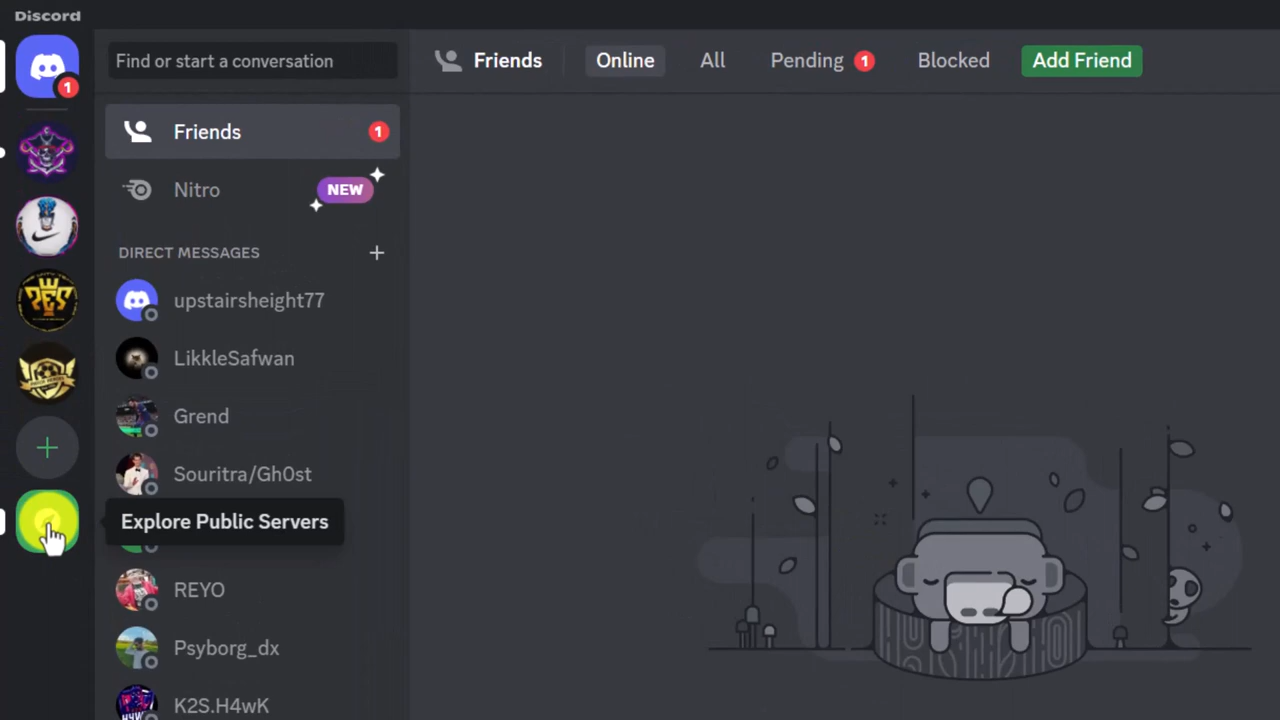 Discord
1
Find or start a conversation
Friends
Online
All
Pending 1
Blocked
Add Friend
Friends 1
Nitro NEW
DIRECT MESSAGES
upstairsheight77
LikkleSafwan
Grend
Souritra/Gh0st
Explore Public Servers
REYO
Psyborg_dx
K2S.H4wK